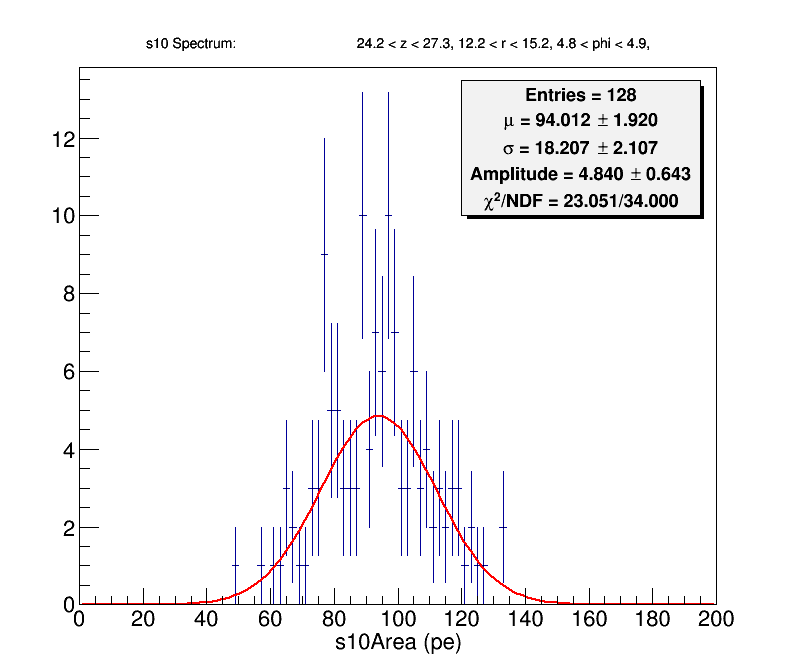 s10 Spectrum: 24.2 < z < 27.3, 12.2 < r < 15.2, 4.8 < phi < 4.9,
Entries = 128
μ = 94.012 ± 1.920
σ = 18.207 ± 2.107
Amplitude = 4.840 ± 0.643
χ²/NDF = 23.051/34.000
12
10
8
6
4
2
0
0 20 40 60 80 100 120 140 160 180 200
s10Area (pe)